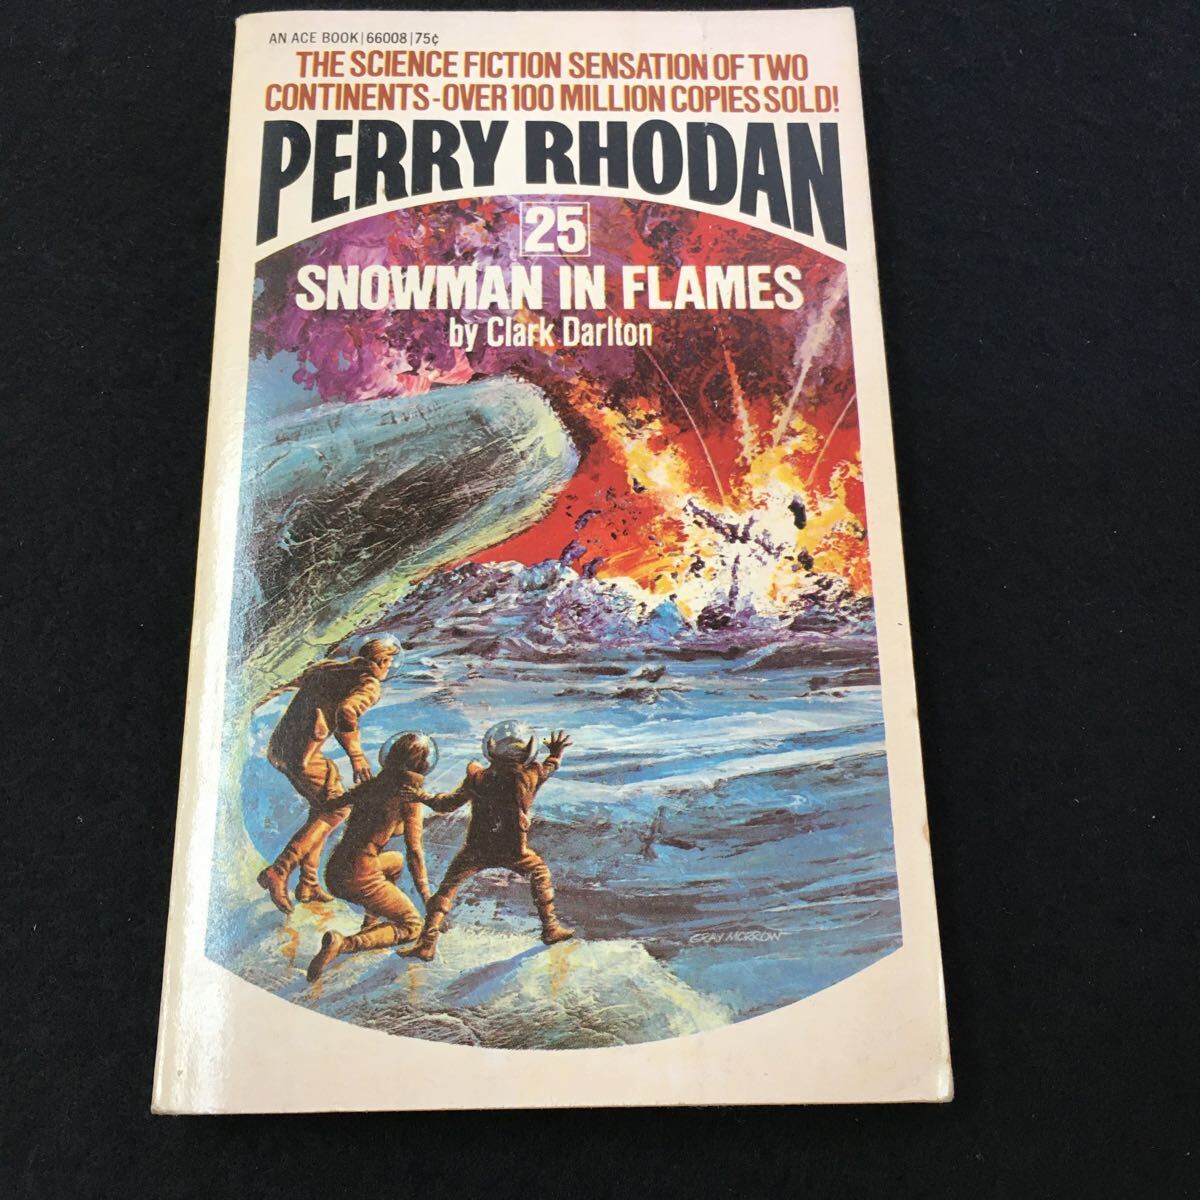 AN ACE BOOK|66008|75¢
THE SCIENCE FICTION SENSATION OF TWO
CONTINENTS-OVER 100 MILLION COPIES SOLD!
PERRY RHODAN
25
SNOWMAN IN FLAMES
by Clark Darlton
GRAY MORROW